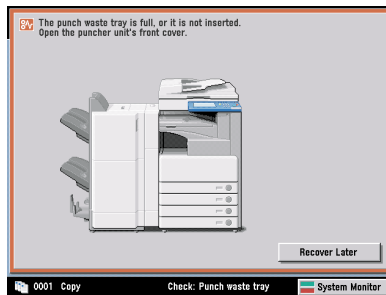 The punch waste tray is full, or it is not inserted.
Open the puncher unit's front cover.
Recover Later
0001 Copy
Check: Punch waste tray
System Monitor